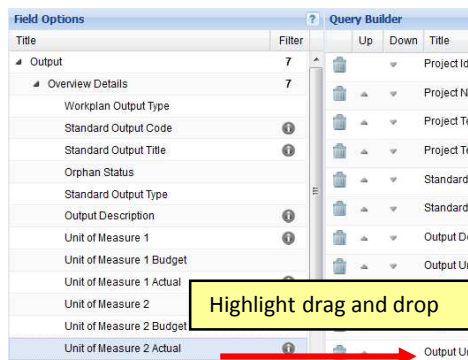 Field Options ? Query Builder
Title Filter Up Down Title
Output 7 Project Id
Overview Details 7 Project N
Workplan Output Type
Standard Output Code Project Te
Standard Output Title Project Te
Orphan Status Standard
Standard Output Type
Output Description Standard
Unit of Measure 1 Output De
Unit of Measure 1 Budget Output Un
Unit of Measure 1 Actual
Unit of Measure 2
Highlight drag and drop
Unit of Measure 2 Budget
Unit of Measure 2 Actual Output Un